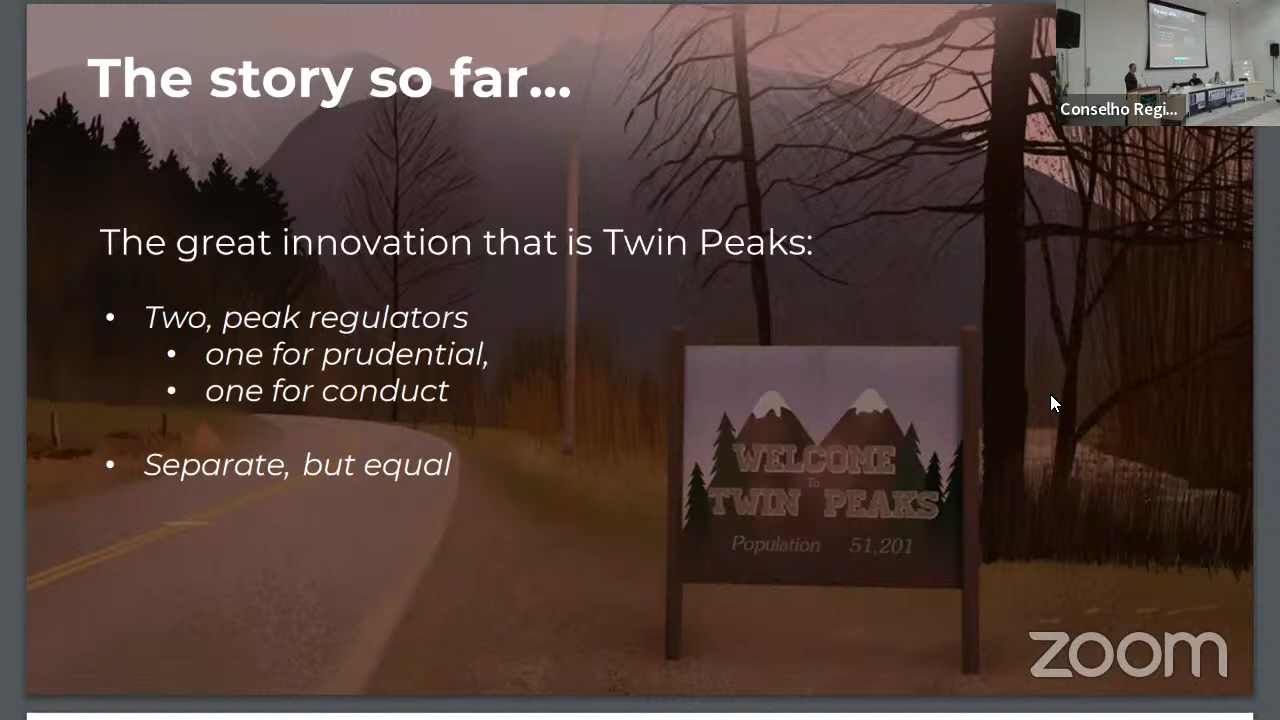 The story so far...
Conselho Regi...
The great innovation that is Twin Peaks:
• Two, peak regulators
• one for prudential,
• one for conduct
• Separate, but equal
WELCOME
To
TWIN PEAKS
Population 51,201
zoom